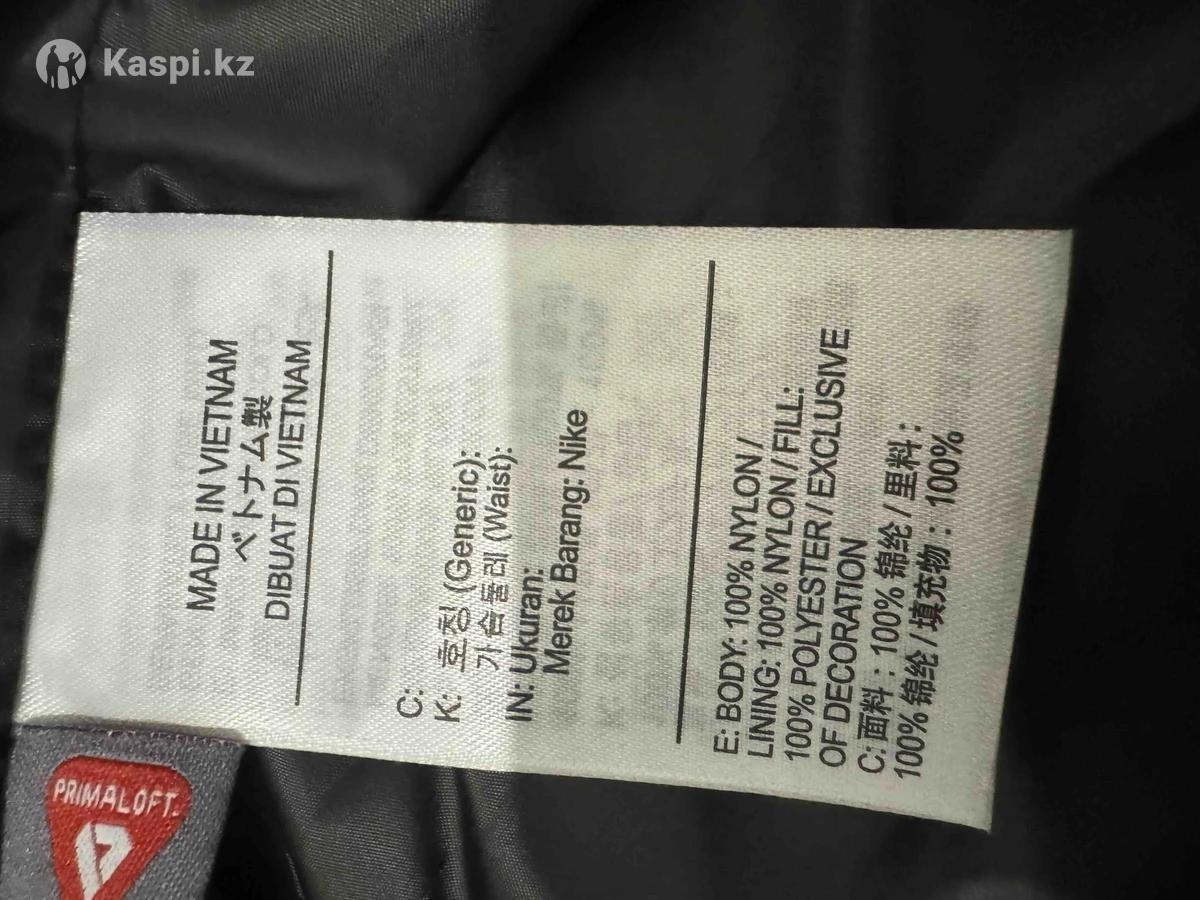 Kaspi.kz
MADE IN VIETNAM
ベトナム製
DIBUAT DI VIETNAM
C:
K: 호칭 (Generic):
가슴둘레 (Waist):
IN: Ukuran:
Merek Barang: Nike
E: BODY: 100% NYLON /
LINING: 100% NYLON / FILL:
100% POLYESTER / EXCLUSIVE
OF DECORATION
C: 面料 : 100% 锦纶 / 里料 :
100% 锦纶 / 填充物 : 100%
PRIMALOFT